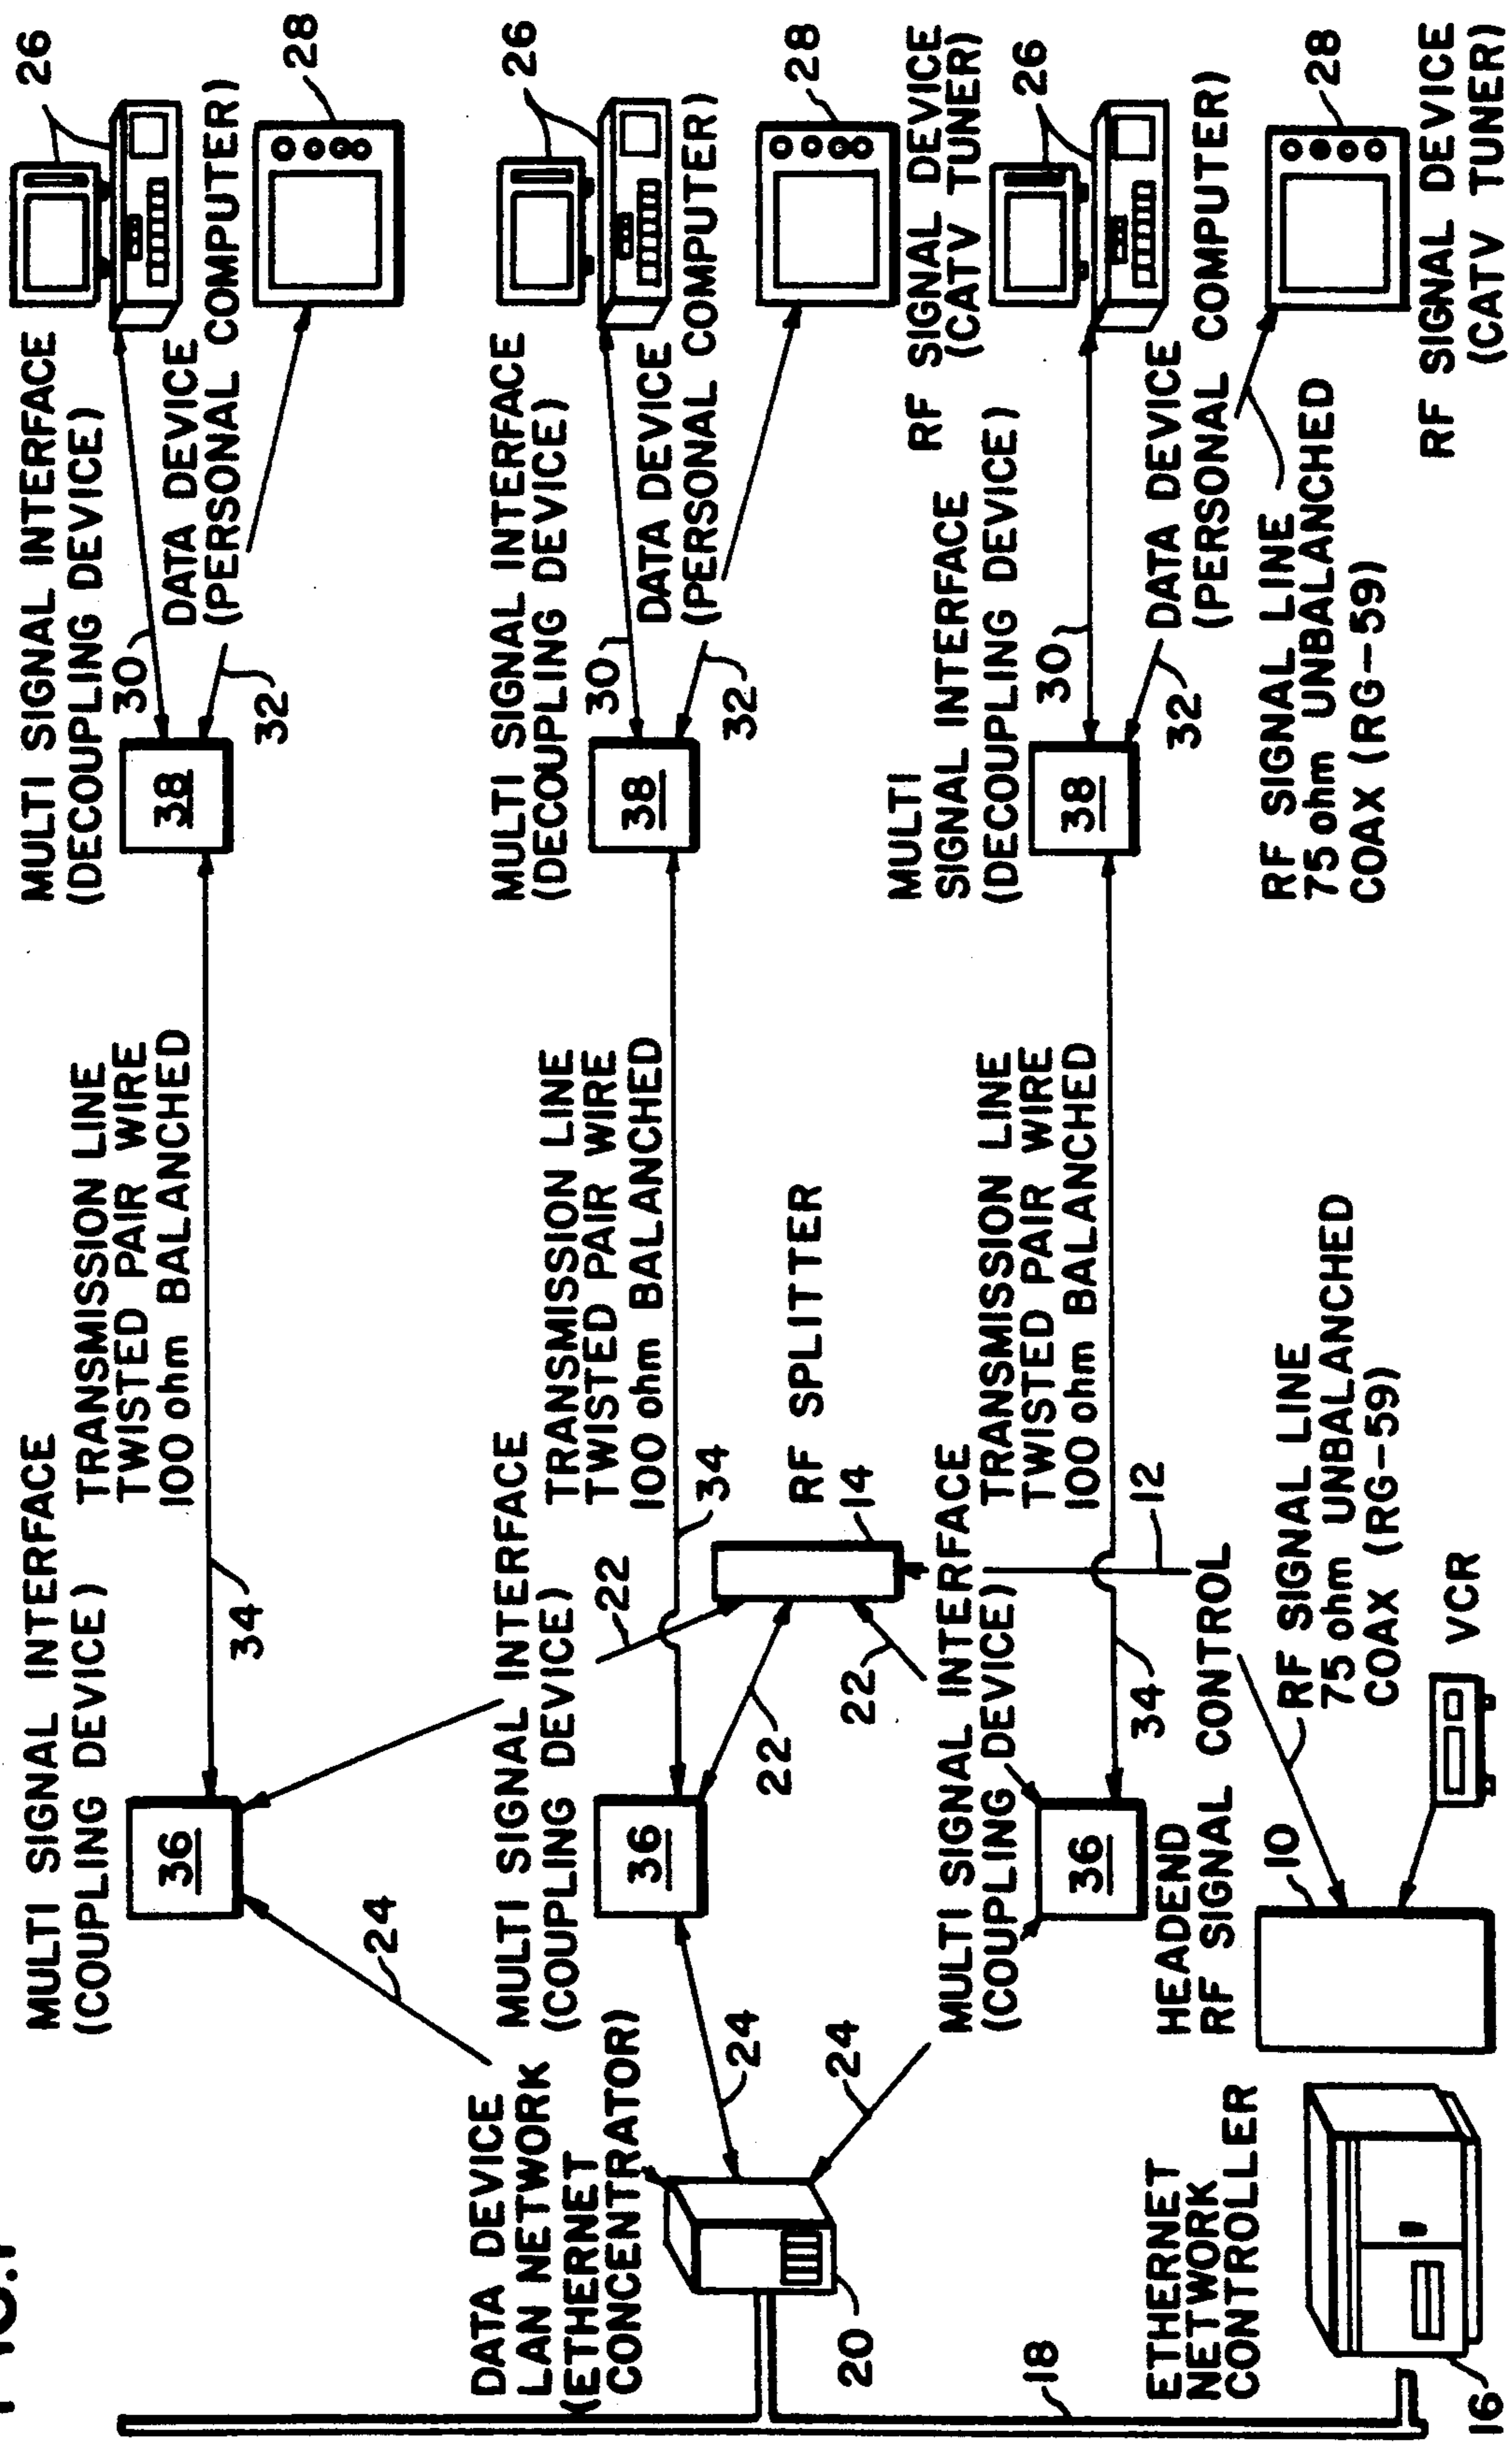 MULTI SIGNAL INTERFACE
(COUPLING DEVICE)
TRANSMISSION LINE
TWISTED PAIR WIRE
100 ohm BALANCHED
MULTI SIGNAL INTERFACE
(DECOUPLING DEVICE)
26
36
34
38
30
32
DATA DEVICE
(PERSONAL COMPUTER)
28
24
DATA DEVICE
LAN NETWORK
(ETHERNET
CONCENTRATOR)
MULTI SIGNAL INTERFACE
(COUPLING DEVICE)
TRANSMISSION LINE
TWISTED PAIR WIRE
100 ohm BALANCHED
MULTI SIGNAL INTERFACE
(DECOUPLING DEVICE)
26
22
36
34
38
30
32
DATA DEVICE
(PERSONAL COMPUTER)
28
24
22
RF SPLITTER
14
20
24
22
RF SIGNAL DEVICE
(CATV TUNER)
MULTI SIGNAL INTERFACE
(COUPLING DEVICE)
TRANSMISSION LINE
TWISTED PAIR WIRE
100 ohm BALANCHED
MULTI
SIGNAL INTERFACE
(DECOUPLING DEVICE)
26
36
34
12
38
30
32
DATA DEVICE
(PERSONAL COMPUTER)
28
18
ETHERNET
NETWORK
CONTROLLER
16
HEADEND
RF SIGNAL CONTROL
10
RF SIGNAL LINE
75 ohm UNBALANCHED
COAX (RG-59)
VCR
RF SIGNAL LINE
75 ohm UNBALANCHED
COAX (RG-59)
RF SIGNAL DEVICE
(CATV TUNER)